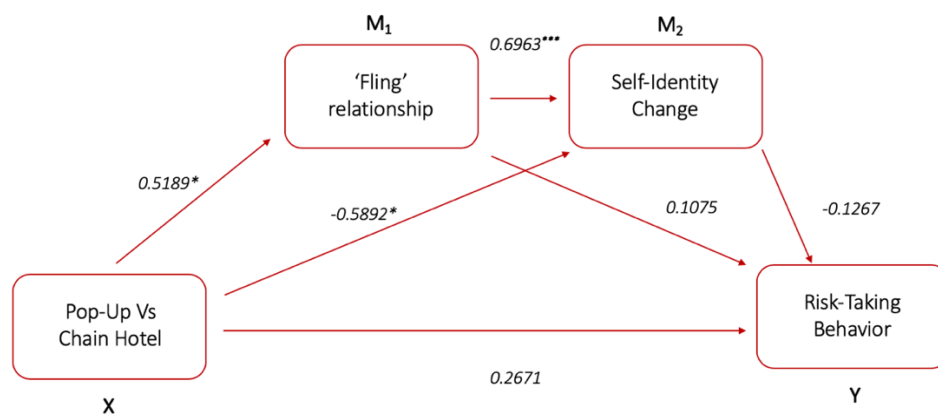 M1
M2
0.6963***
‘Fling’
relationship
Self-Identity
Change
0.5189*
-0.5892*
0.1075
-0.1267
Pop-Up Vs
Chain Hotel
Risk-Taking
Behavior
0.2671
X
Y